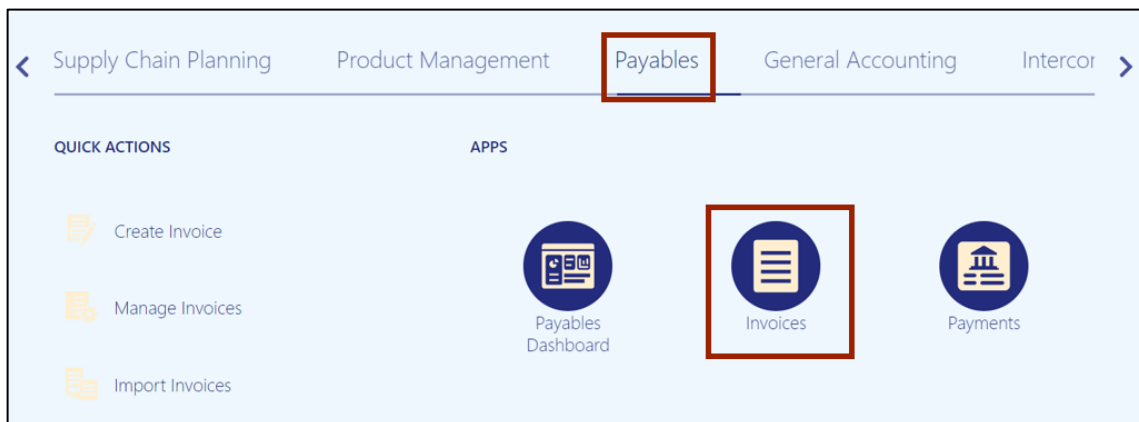 Supply Chain Planning Product Management Payables General Accounting Intercor
QUICK ACTIONS
APPS
Create Invoice
Manage Invoices
Import Invoices
Payables
Dashboard
Invoices
Payments